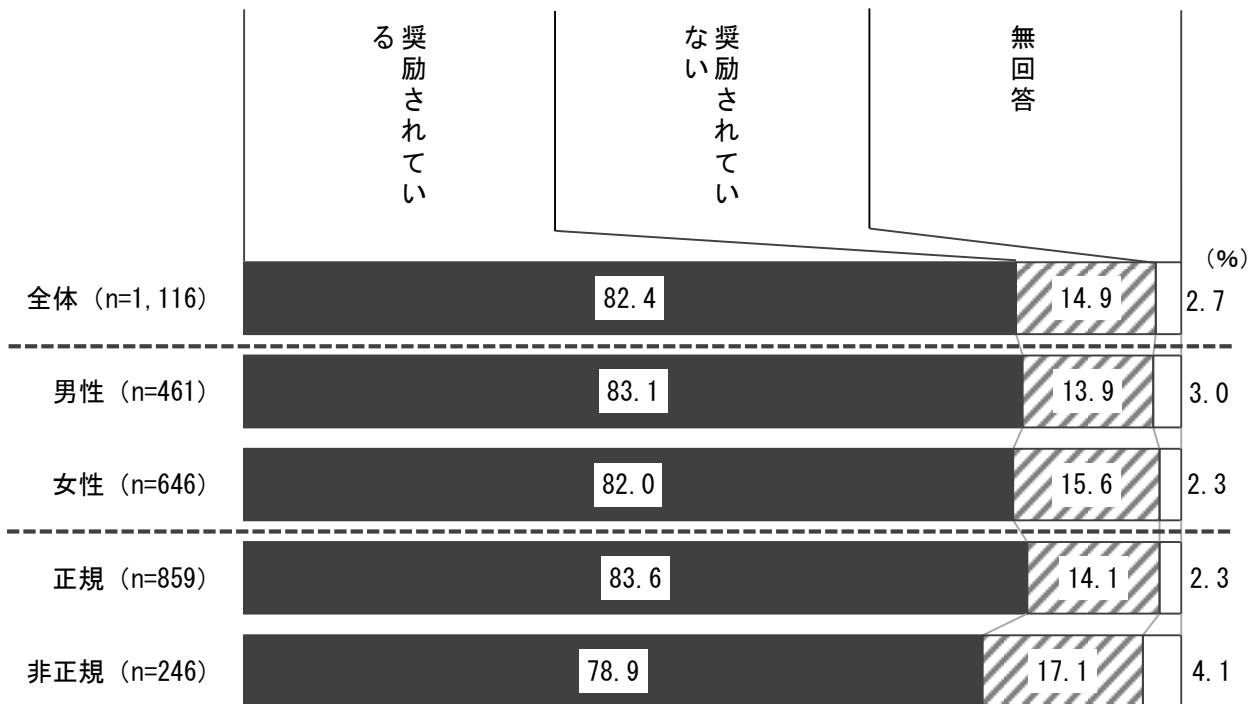 奨励されてい
る
奨励されてい
ない
無回答
(%)
全体 (n=1,116)
82.4
14.9
2.7
男性 (n=461)
83.1
13.9
3.0
女性 (n=646)
82.0
15.6
2.3
正規 (n=859)
83.6
14.1
2.3
非正規 (n=246)
78.9
17.1
4.1